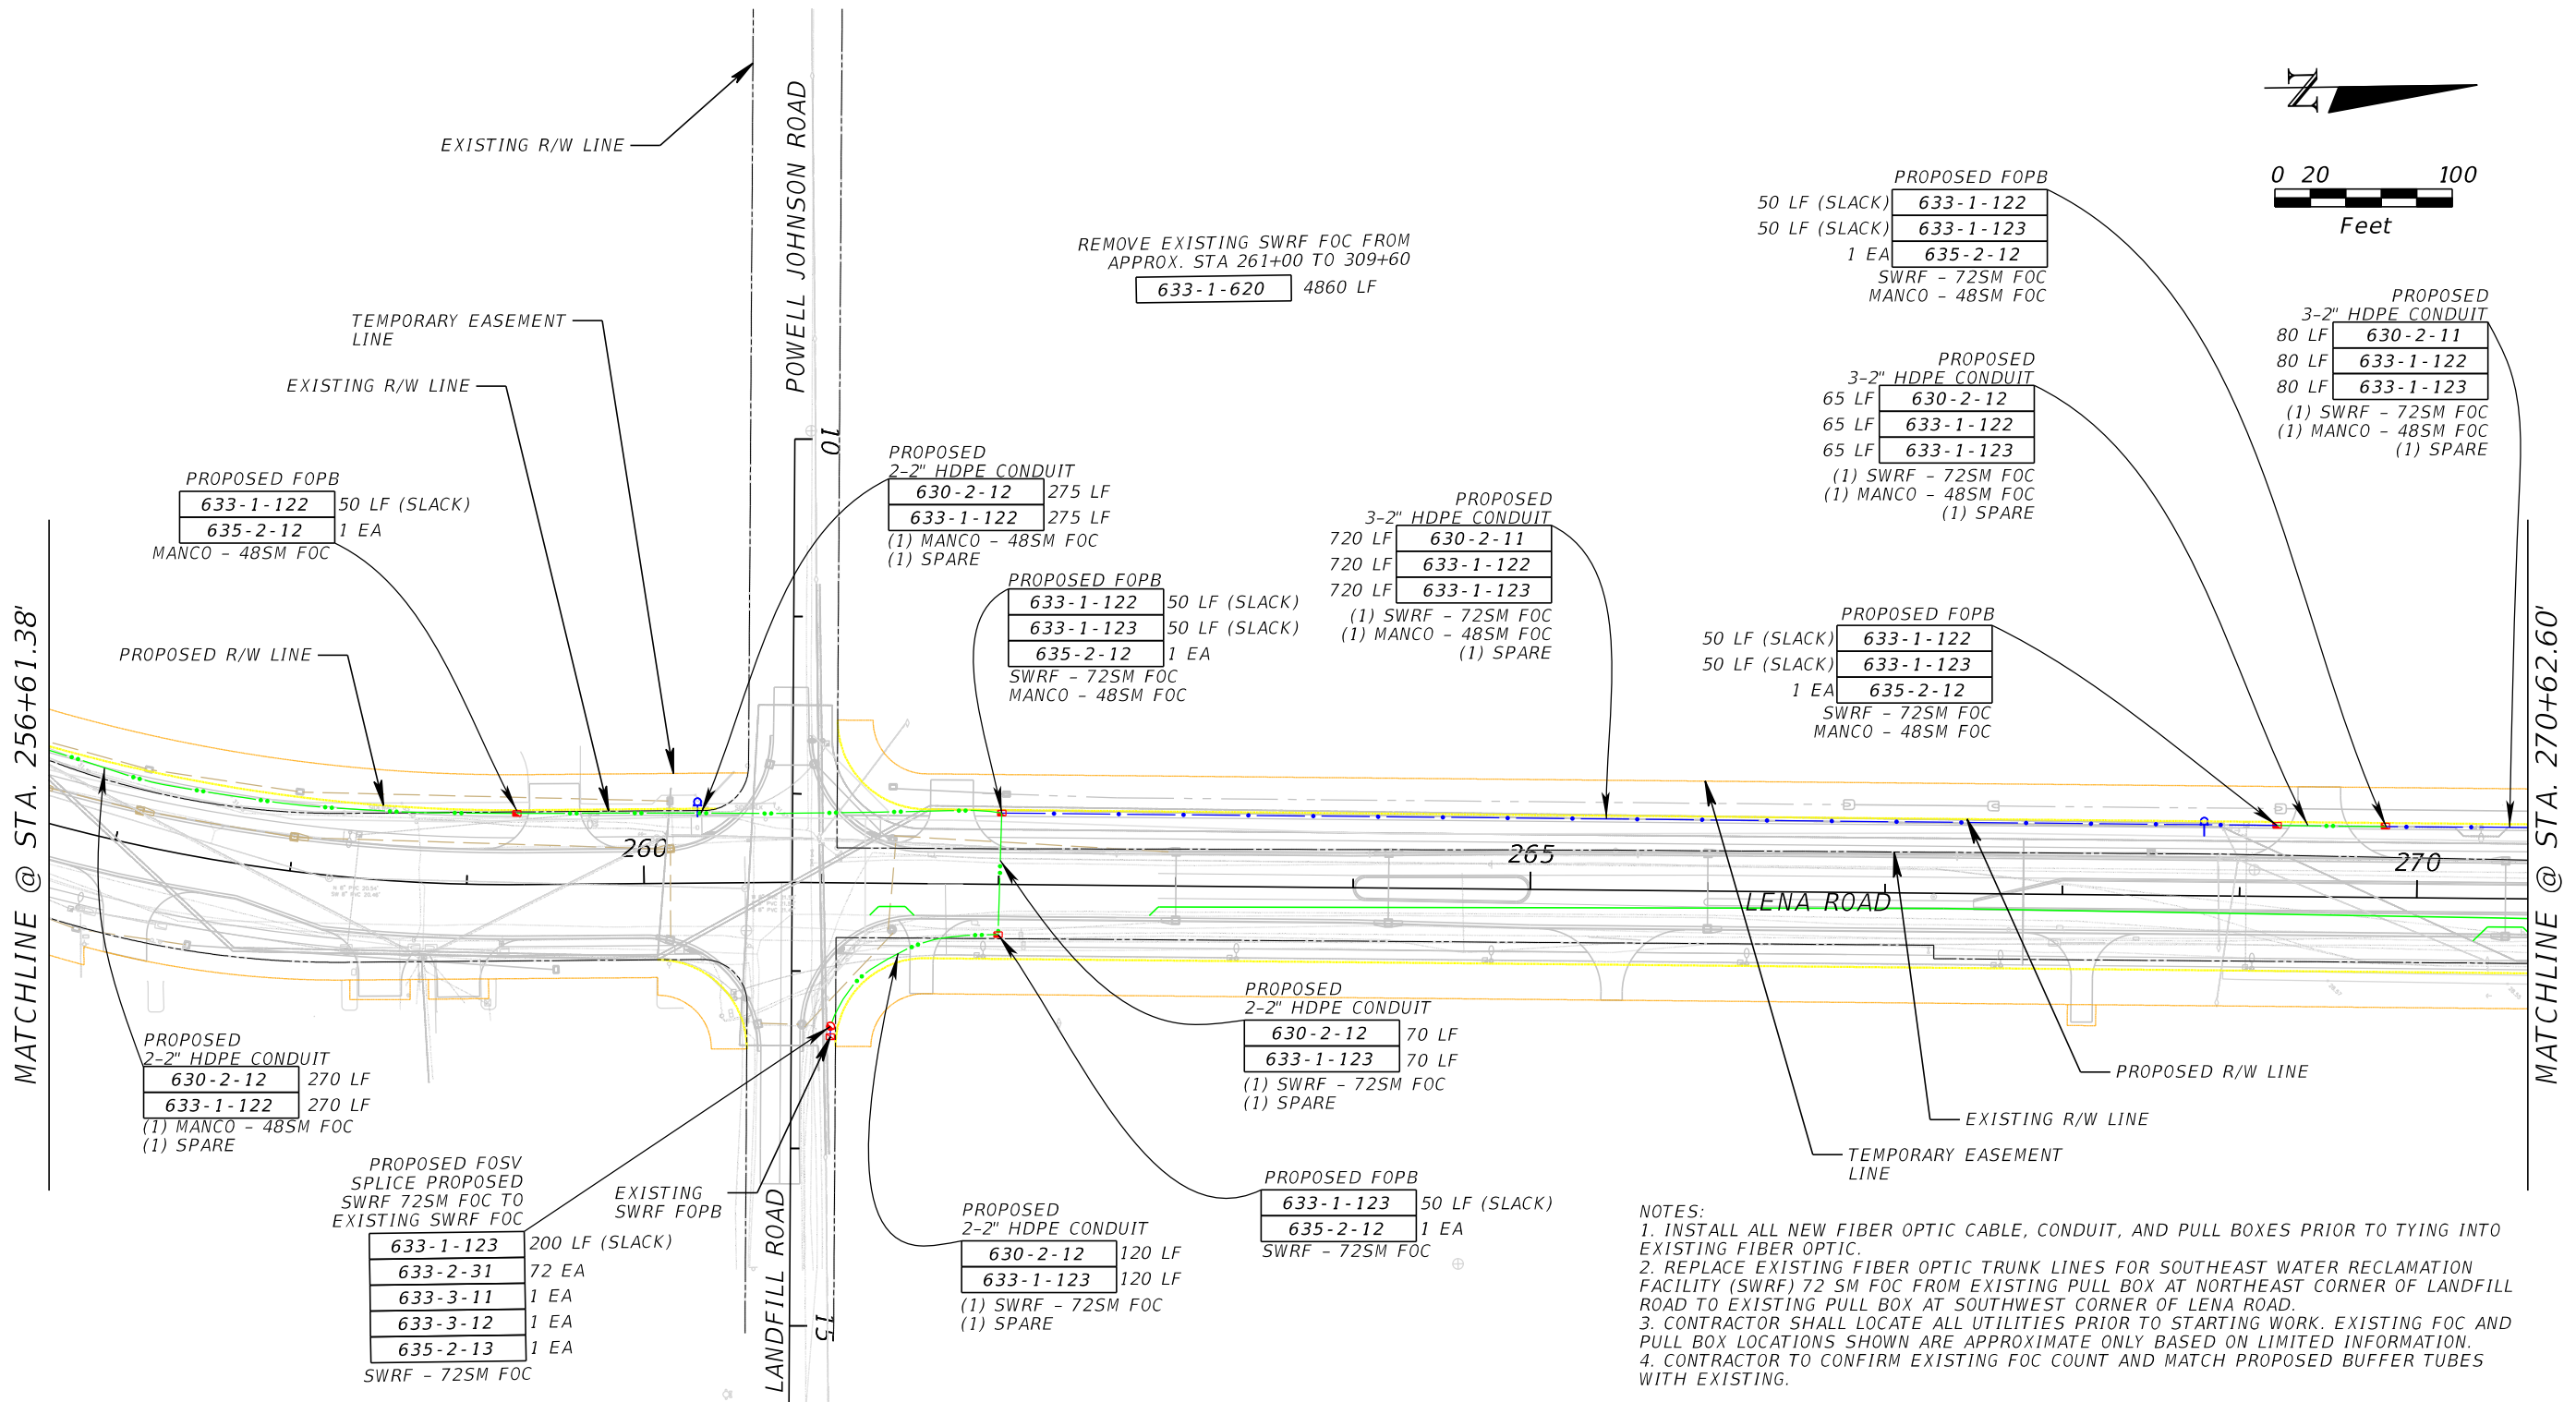 EXISTING R/W LINE
POWELL JOHNSON ROAD
N
0 20 100
Feet
REMOVE EXISTING SWRF FOC FROM
APPROX. STA 261+00 TO 309+60
633-1-620 4860 LF
PROPOSED FOPB
50 LF (SLACK) 633-1-122
50 LF (SLACK) 633-1-123
1 EA 635-2-12
SWRF - 72SM FOC
MANCO - 48SM FOC
PROPOSED
3-2" HDPE CONDUIT
80 LF 630-2-11
80 LF 633-1-122
80 LF 633-1-123
(1) SWRF - 72SM FOC
(1) MANCO - 48SM FOC
(1) SPARE
TEMPORARY EASEMENT
LINE
EXISTING R/W LINE
PROPOSED
3-2" HDPE CONDUIT
65 LF 630-2-12
65 LF 633-1-122
65 LF 633-1-123
(1) SWRF - 72SM FOC
(1) MANCO - 48SM FOC
(1) SPARE
PROPOSED FOPB
633-1-122 50 LF (SLACK)
635-2-12 1 EA
MANCO - 48SM FOC
10
PROPOSED
2-2" HDPE CONDUIT
630-2-12 275 LF
633-1-122 275 LF
(1) MANCO - 48SM FOC
(1) SPARE
PROPOSED
3-2" HDPE CONDUIT
720 LF 630-2-11
720 LF 633-1-122
720 LF 633-1-123
(1) SWRF - 72SM FOC
(1) MANCO - 48SM FOC
(1) SPARE
PROPOSED FOPB
633-1-122 50 LF (SLACK)
633-1-123 50 LF (SLACK)
635-2-12 1 EA
SWRF - 72SM FOC
MANCO - 48SM FOC
PROPOSED FOPB
50 LF (SLACK) 633-1-122
50 LF (SLACK) 633-1-123
1 EA 635-2-12
SWRF - 72SM FOC
MANCO - 48SM FOC
PROPOSED R/W LINE
MATCHLINE @ STA. 256+61.38'
MATCHLINE @ STA. 270+62.60'
260
265
270
LENA ROAD
PROPOSED
2-2" HDPE CONDUIT
630-2-12 270 LF
633-1-122 270 LF
(1) MANCO - 48SM FOC
(1) SPARE
PROPOSED
2-2" HDPE CONDUIT
630-2-12 70 LF
633-1-123 70 LF
(1) SWRF - 72SM FOC
(1) SPARE
PROPOSED R/W LINE
EXISTING R/W LINE
TEMPORARY EASEMENT
LINE
PROPOSED FOSV
SPLICE PROPOSED
SWRF 72SM FOC TO
EXISTING SWRF FOC
633-1-123 200 LF (SLACK)
633-2-31 72 EA
633-3-11 1 EA
633-3-12 1 EA
635-2-13 1 EA
SWRF - 72SM FOC
EXISTING
SWRF FOPB
LANDFILL ROAD
15
PROPOSED
2-2" HDPE CONDUIT
630-2-12 120 LF
633-1-123 120 LF
(1) SWRF - 72SM FOC
(1) SPARE
PROPOSED FOPB
633-1-123 50 LF (SLACK)
635-2-12 1 EA
SWRF - 72SM FOC
NOTES:
1. INSTALL ALL NEW FIBER OPTIC CABLE, CONDUIT, AND PULL BOXES PRIOR TO TYING INTO
EXISTING FIBER OPTIC.
2. REPLACE EXISTING FIBER OPTIC TRUNK LINES FOR SOUTHEAST WATER RECLAMATION
FACILITY (SWRF) 72 SM FOC FROM EXISTING PULL BOX AT NORTHEAST CORNER OF LANDFILL
ROAD TO EXISTING PULL BOX AT SOUTHWEST CORNER OF LENA ROAD.
3. CONTRACTOR SHALL LOCATE ALL UTILITIES PRIOR TO STARTING WORK. EXISTING FOC AND
PULL BOX LOCATIONS SHOWN ARE APPROXIMATE ONLY BASED ON LIMITED INFORMATION.
4. CONTRACTOR TO CONFIRM EXISTING FOC COUNT AND MATCH PROPOSED BUFFER TUBES
WITH EXISTING.